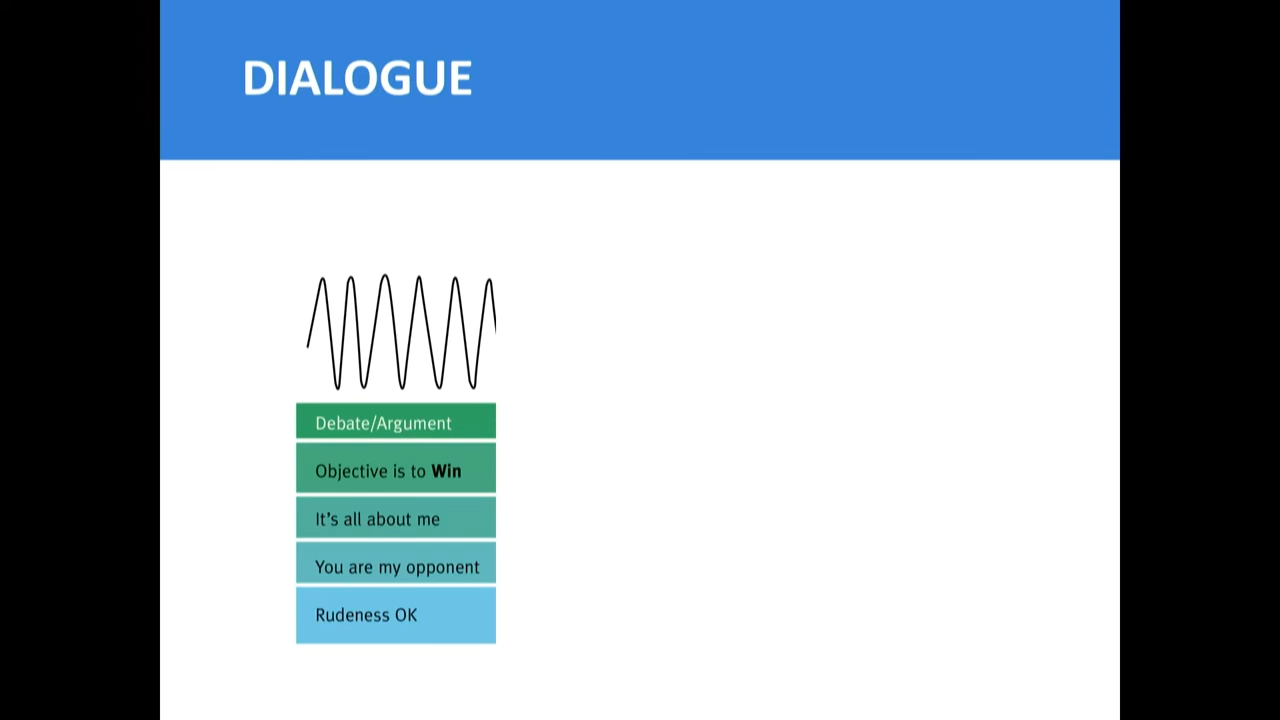 DIALOGUE
Debate/Argument
Objective is to Win
It's all about me
You are my opponent
Rudeness OK